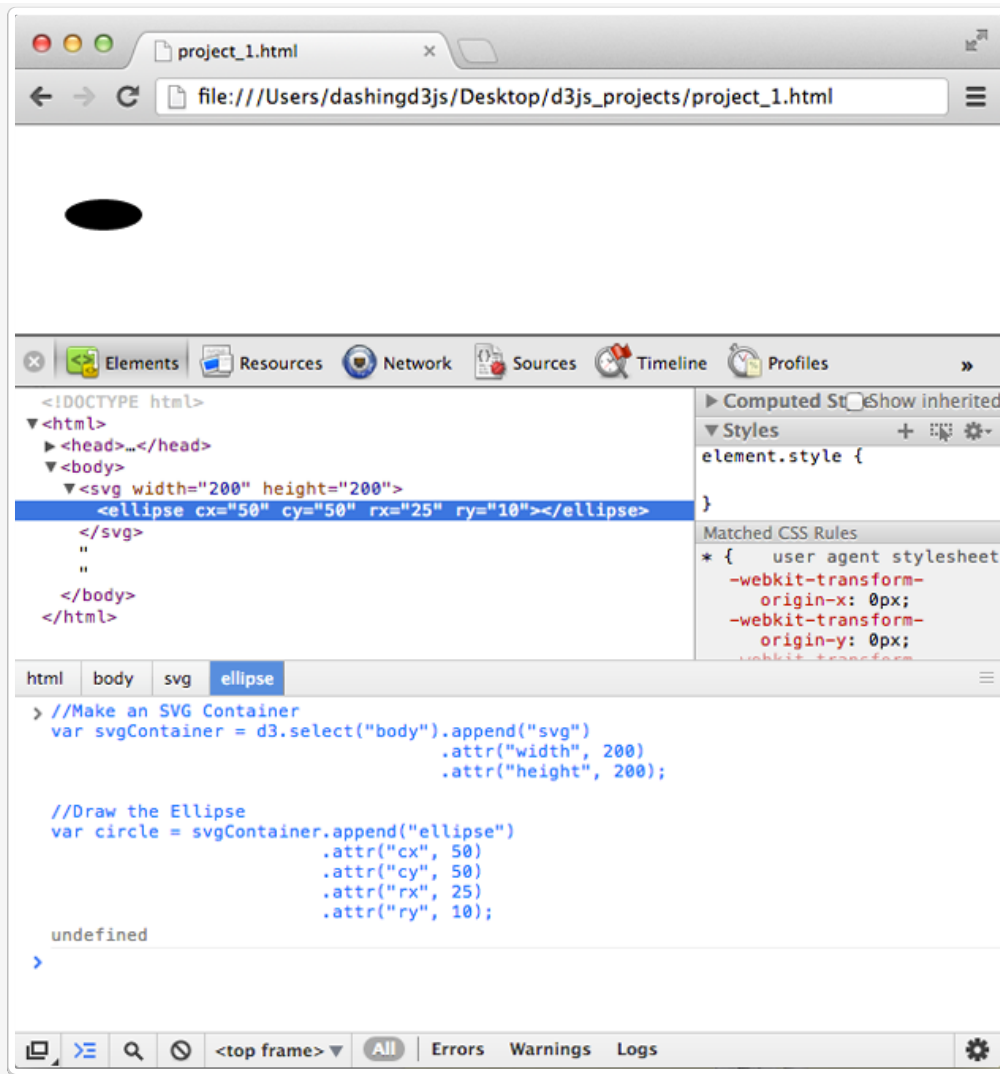 project_1.html
file:///Users/dashingd3js/Desktop/d3js_projects/project_1.html
Elements Resources Network Sources Timeline Profiles »
<!DOCTYPE html>
<html>
<head>…</head>
<body>
<svg width="200" height="200">
<ellipse cx="50" cy="50" rx="25" ry="10"></ellipse>
</svg>
"
"
</body>
</html>
Computed Show inherited
Styles
element.style {
}
Matched CSS Rules
* { user agent stylesheet
-webkit-transform-
origin-x: 0px;
-webkit-transform-
origin-y: 0px;
-webkit-transform-
html body svg ellipse
> //Make an SVG Container
var svgContainer = d3.select("body").append("svg")
.attr("width", 200)
.attr("height", 200);
//Draw the Ellipse
var circle = svgContainer.append("ellipse")
.attr("cx", 50)
.attr("cy", 50)
.attr("rx", 25)
.attr("ry", 10);
undefined
>
<top frame> All Errors Warnings Logs